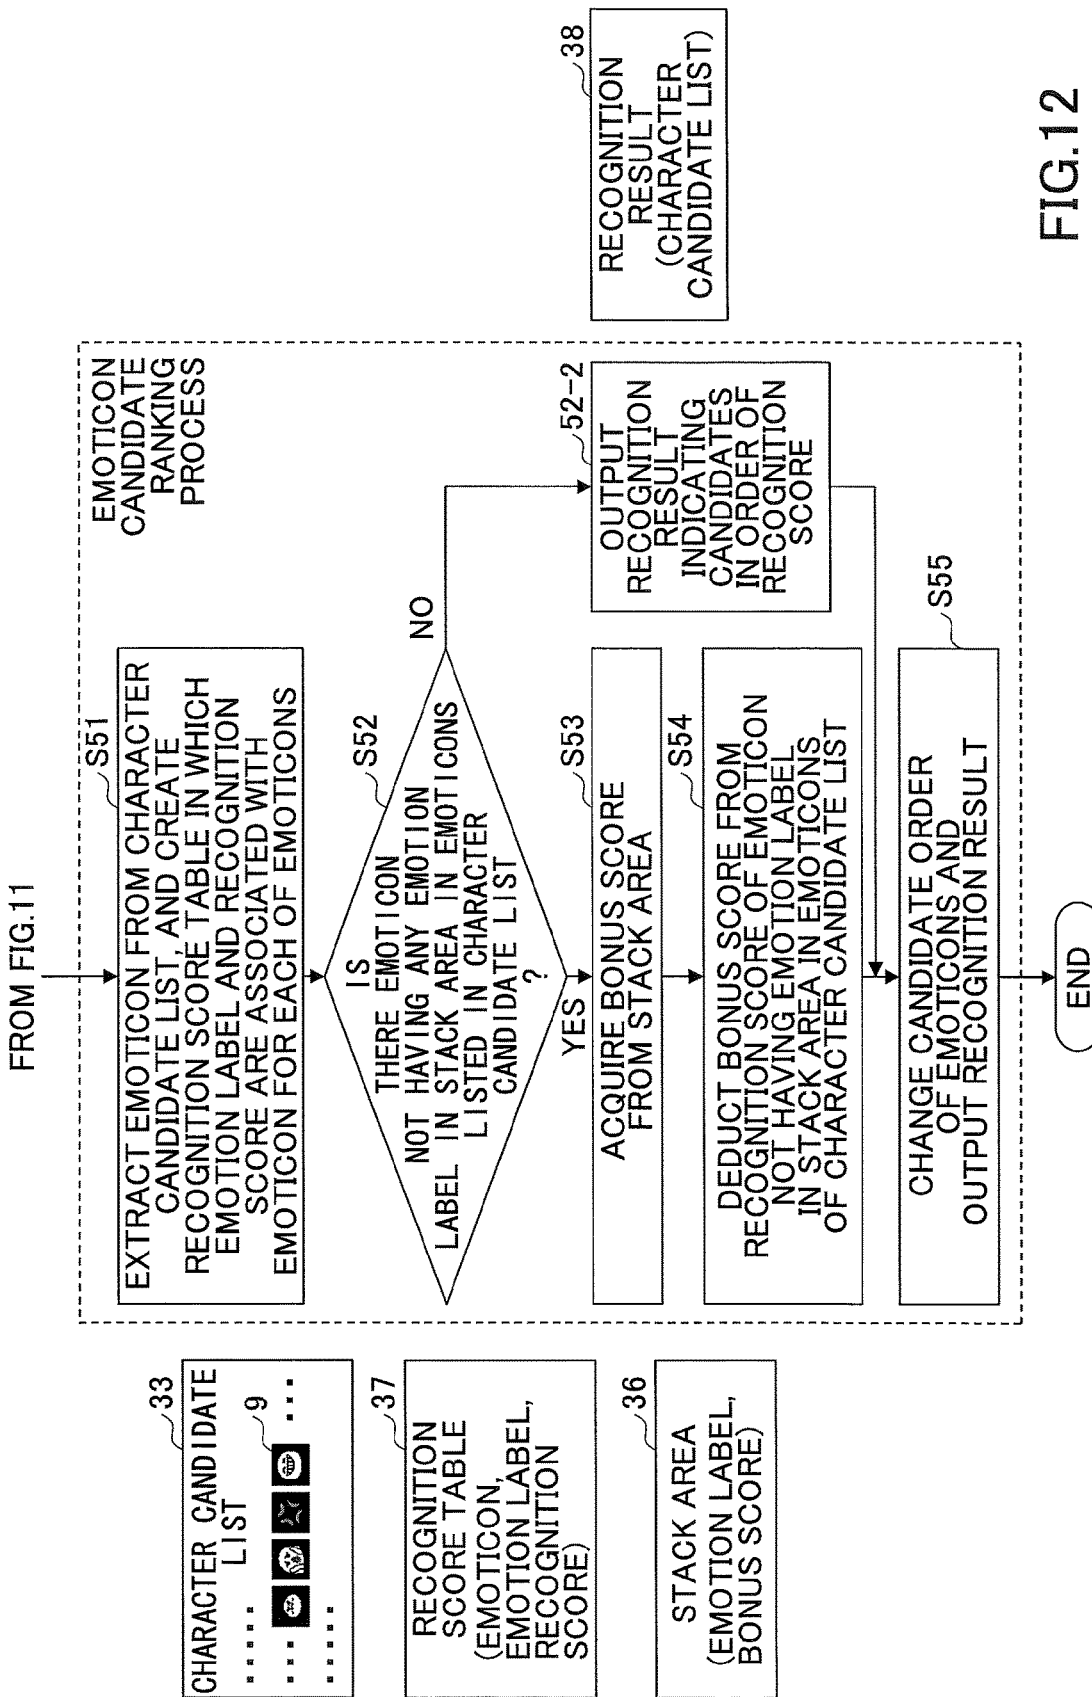 FROM FIG.11
EMOTICON
CANDIDATE
RANKING
PROCESS
S51
EXTRACT EMOTICON FROM CHARACTER
CANDIDATE LIST, AND CREATE
RECOGNITION SCORE TABLE IN WHICH
EMOTION LABEL AND RECOGNITION
SCORE ARE ASSOCIATED WITH
EMOTICON FOR EACH OF EMOTICONS
S52
IS
THERE EMOTICON
NOT HAVING ANY EMOTION
LABEL IN STACK AREA IN EMOTICONS
LISTED IN CHARACTER
CANDIDATE LIST
?
NO
YES
52-2
OUTPUT
RECOGNITION
RESULT
INDICATING
CANDIDATES
IN ORDER OF
RECOGNITION
SCORE
S53
ACQUIRE BONUS SCORE
FROM STACK AREA
S54
DEDUCT BONUS SCORE FROM
RECOGNITION SCORE OF EMOTICON
NOT HAVING EMOTION LABEL
IN STACK AREA IN EMOTICONS
OF CHARACTER CANDIDATE LIST
S55
CHANGE CANDIDATE ORDER
OF EMOTICONS AND
OUTPUT RECOGNITION RESULT
END
33
CHARACTER CANDIDATE
LIST
9
37
RECOGNITION
SCORE TABLE
(EMOTICON,
EMOTION LABEL,
RECOGNITION
SCORE)
36
STACK AREA
(EMOTION LABEL,
BONUS SCORE)
38
RECOGNITION
RESULT
(CHARACTER
CANDIDATE LIST)
FIG.12